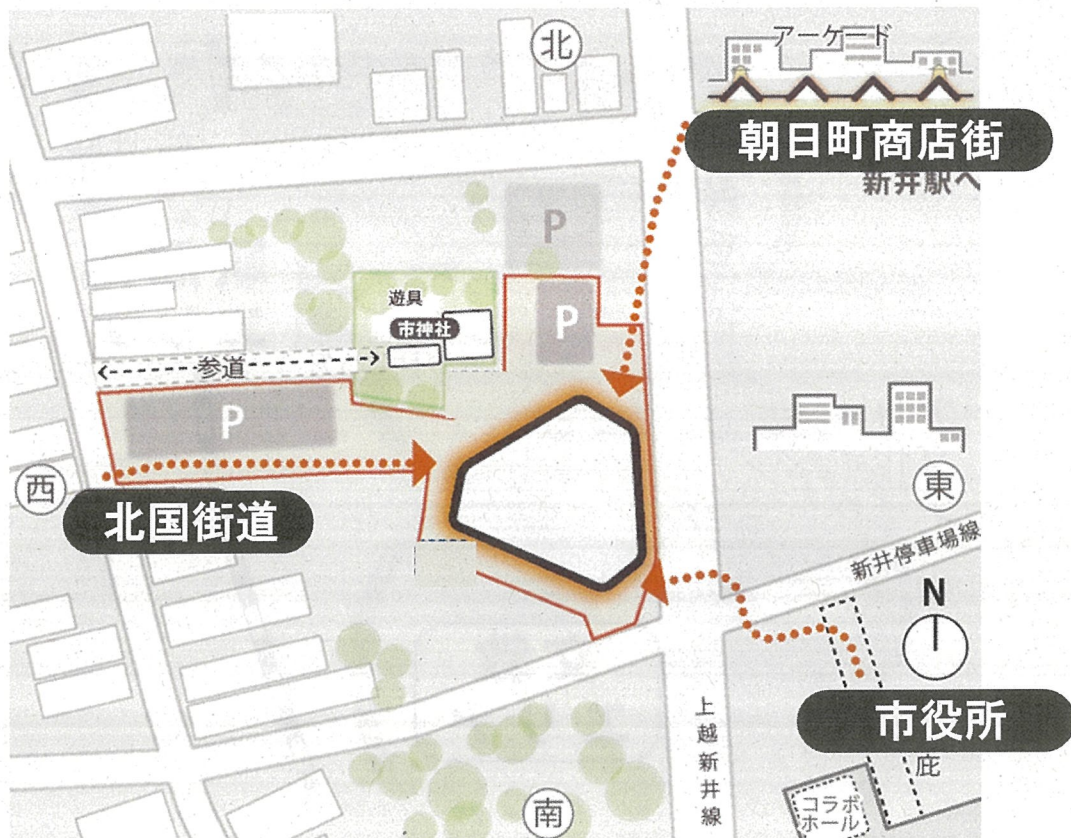 北
アーケード
朝日町商店街
新井駅へ
P
遊具
P
市神社
参道
P
西
北国街道
東
新井停車場線
N
市役所
上越新井線
庇
コラボ
ホール
南